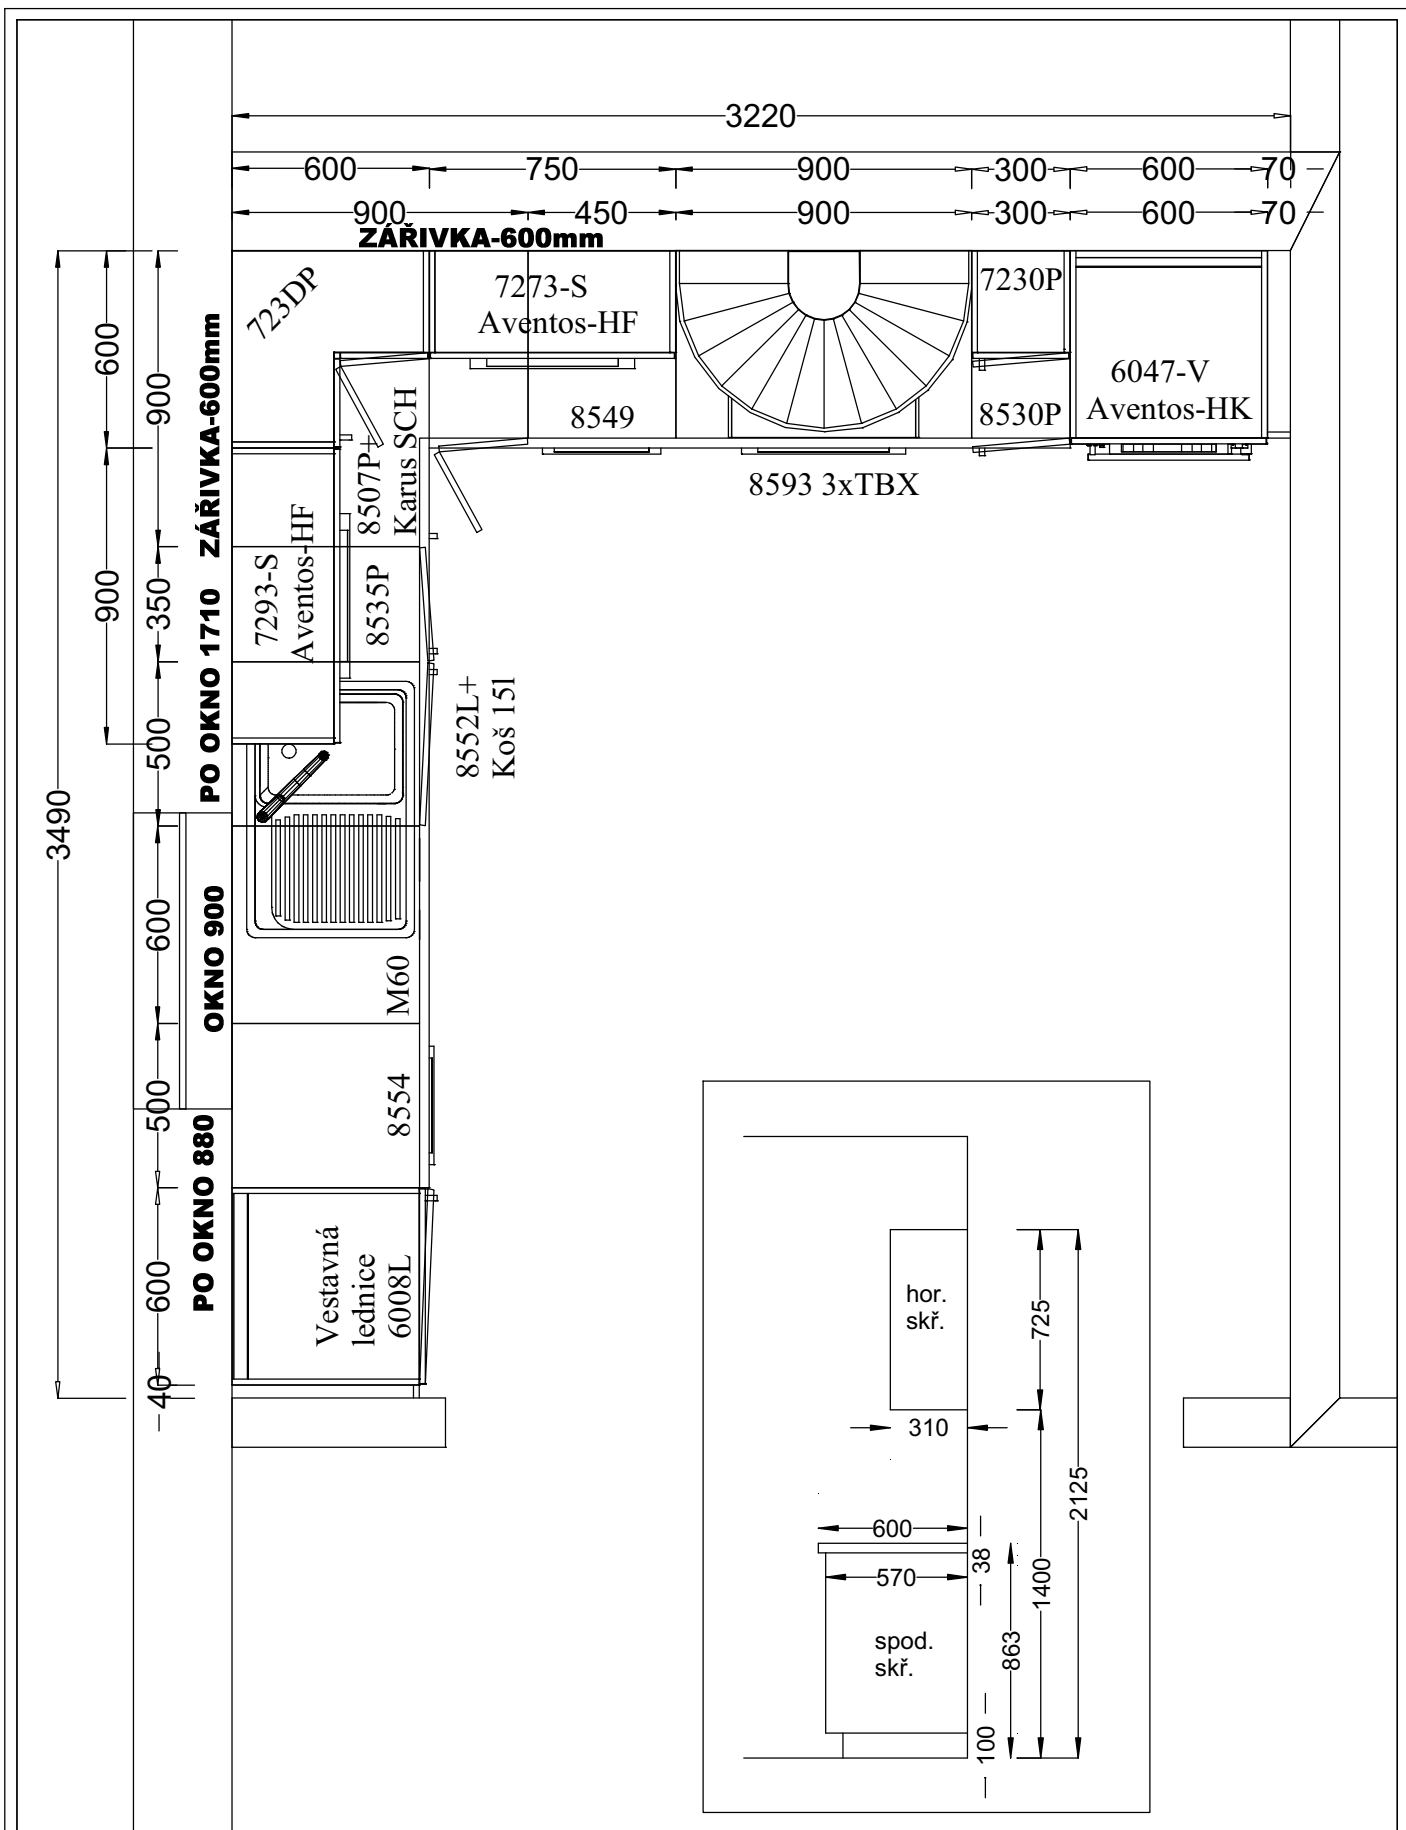 3220
600 750 900 300 600 70
900 450 900 300 600 70
ZÁŘIVKA-600mm
723DP
7273-S
Aventos-HF
7230P
6047-V
Aventos-HK
8549
8530P
8593 3xTBX
600
900
3490
900
350
500
600
500
600
40
ZÁŘIVKA-600mm
PO OKNO 1710
OKNO 900
PO OKNO 880
8507P+
Karus SCH
7293-S
Aventos-HF
8535P
8552L+
Koš 15l
M60
8554
Vestavná
lednice
6008L
hor.
skř.
725
310
2125
600
38
570
1400
863
spod.
skř.
100